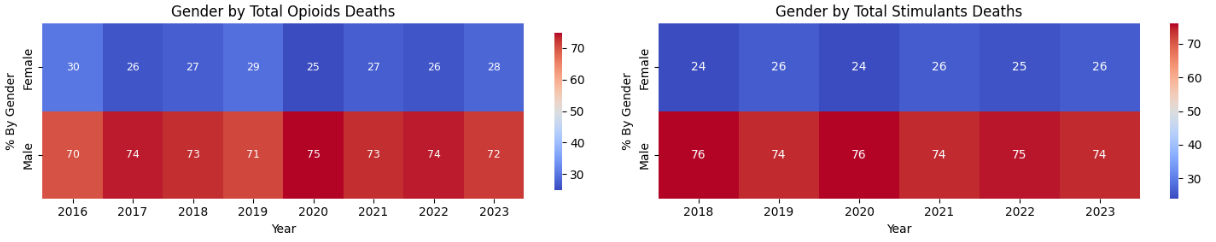 Gender by Total Opioids Deaths
% By Gender
Female
30 26 27 29 25 27 26 28
Male
70 74 73 71 75 73 74 72
2016 2017 2018 2019 2020 2021 2022 2023
Year
70
60
50
40
30
Gender by Total Stimulants Deaths
% By Gender
Female
24 26 24 26 25 26
Male
76 74 76 74 75 74
2018 2019 2020 2021 2022 2023
Year
70
60
50
40
30